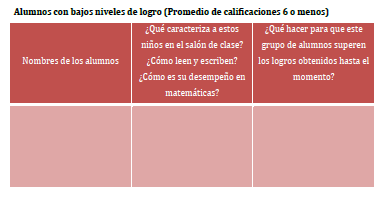 Alumnos con bajos niveles de logro (Promedio de calificaciones 6 o menos)
Nombres de los alumnos
¿Qué caracteriza a estos
niños en el salón de clase?
¿Cómo leen y escriben?
¿Cómo es su desempeño en
matemáticas?
¿Qué hacer para que este
grupo de alumnos superen
los logros obtenidos hasta el
momento?